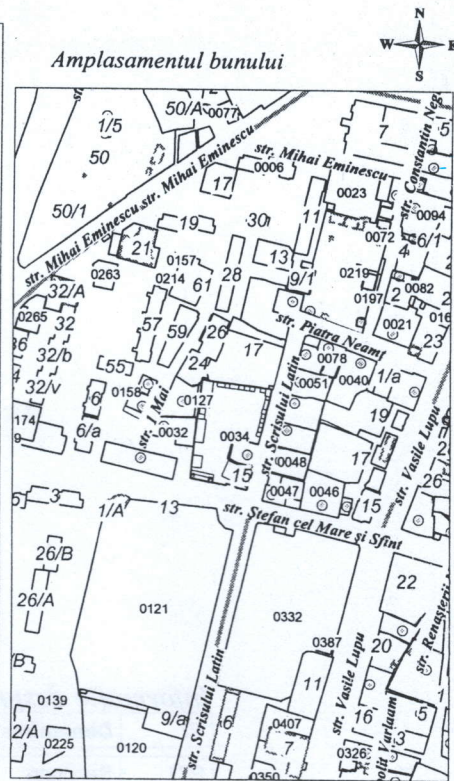 N
W E
S
Amplasamentul bunului
50/A
0077
1/5
50
7
5
str. Mihai Eminescu
str. Constantin Neg
0006
17
0023
50/1
str. Mihai Eminescu
str. Mihai Eminescu
19
30
11
0094
21
0072
6/1
4
0157
13
0263
0214
61
28
9/1
0219
2
0082
32/A
0197
0265
32
57
59
26
str. Piatra Neamț
0021
23
32/b
24
17
0078
55
0051
0040
1/a
32/v
0158
0127
19
6
str. 1 Mai
str. Scrisului Latin
174
6/a
0032
0034
17
str. Vasile Lupu
0048
15
26
0047
0046
15
3
1/A
13
str. Ștefan cel Mare și Sfînt
26/B
22
26/A
0121
0332
str. Renașterii
0387
20
str. Scrisului Latin
11
str. Vasile Lupu
0139
9/a
6
16
5
2/A
0407
0225
0120
7
3
0350
0326